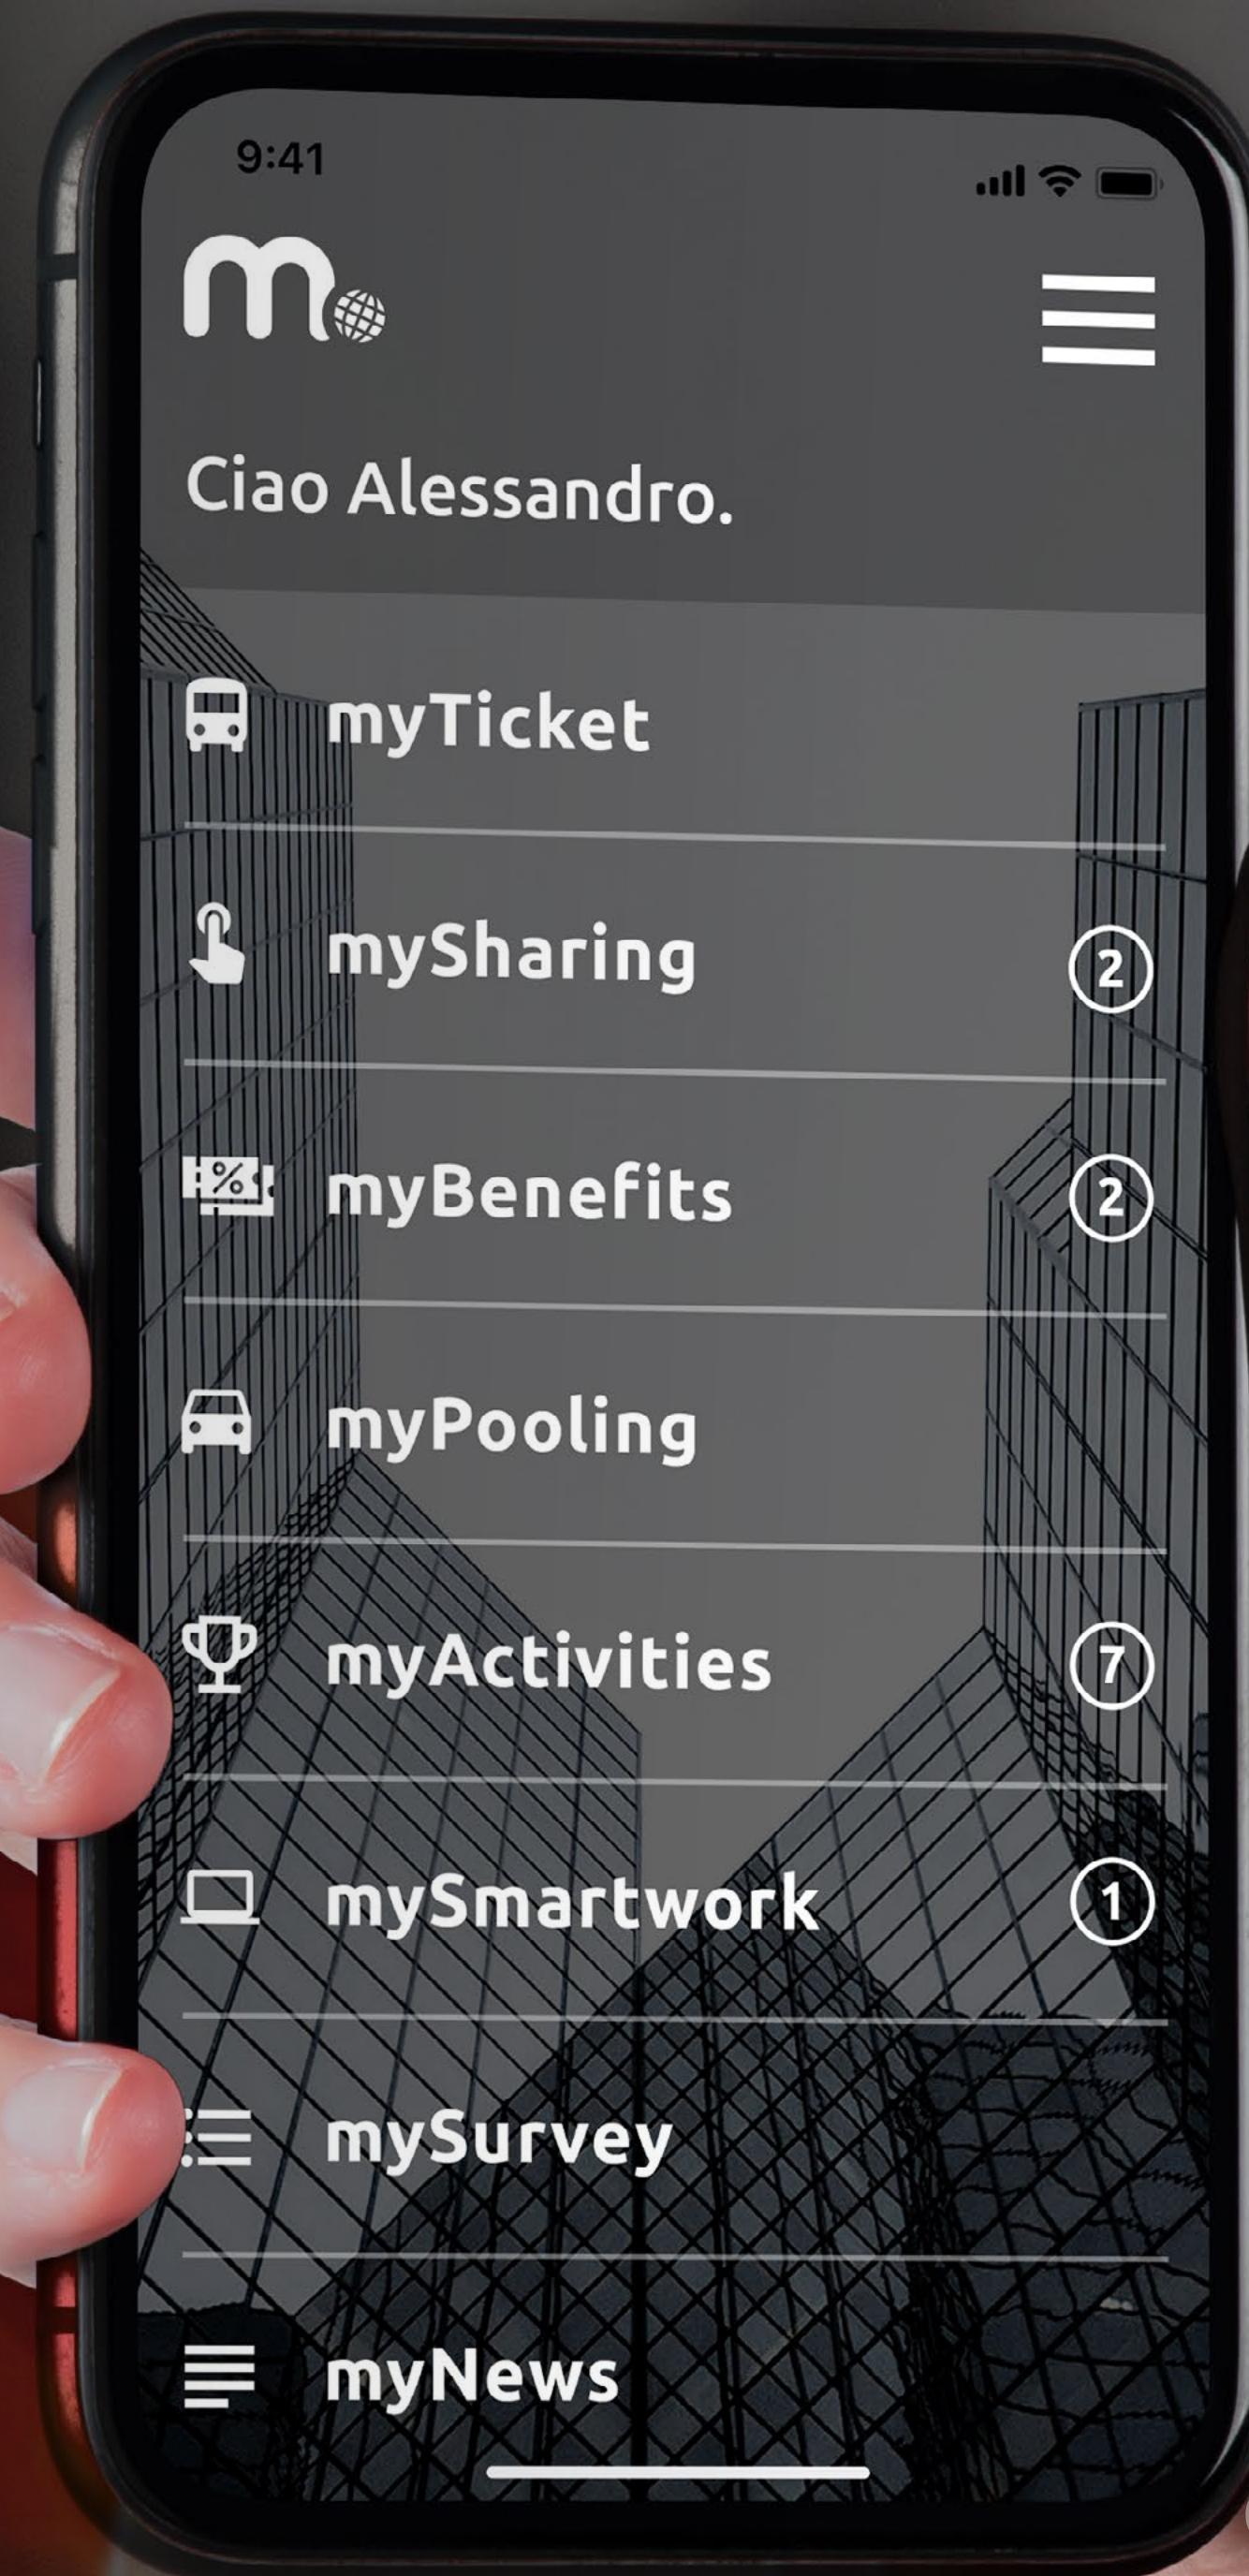 9:41
m
Ciao Alessandro.
myTicket
mySharing
2
%
myBenefits
2
myPooling
myActivities
7
mySmartwork
1
mySurvey
myNews